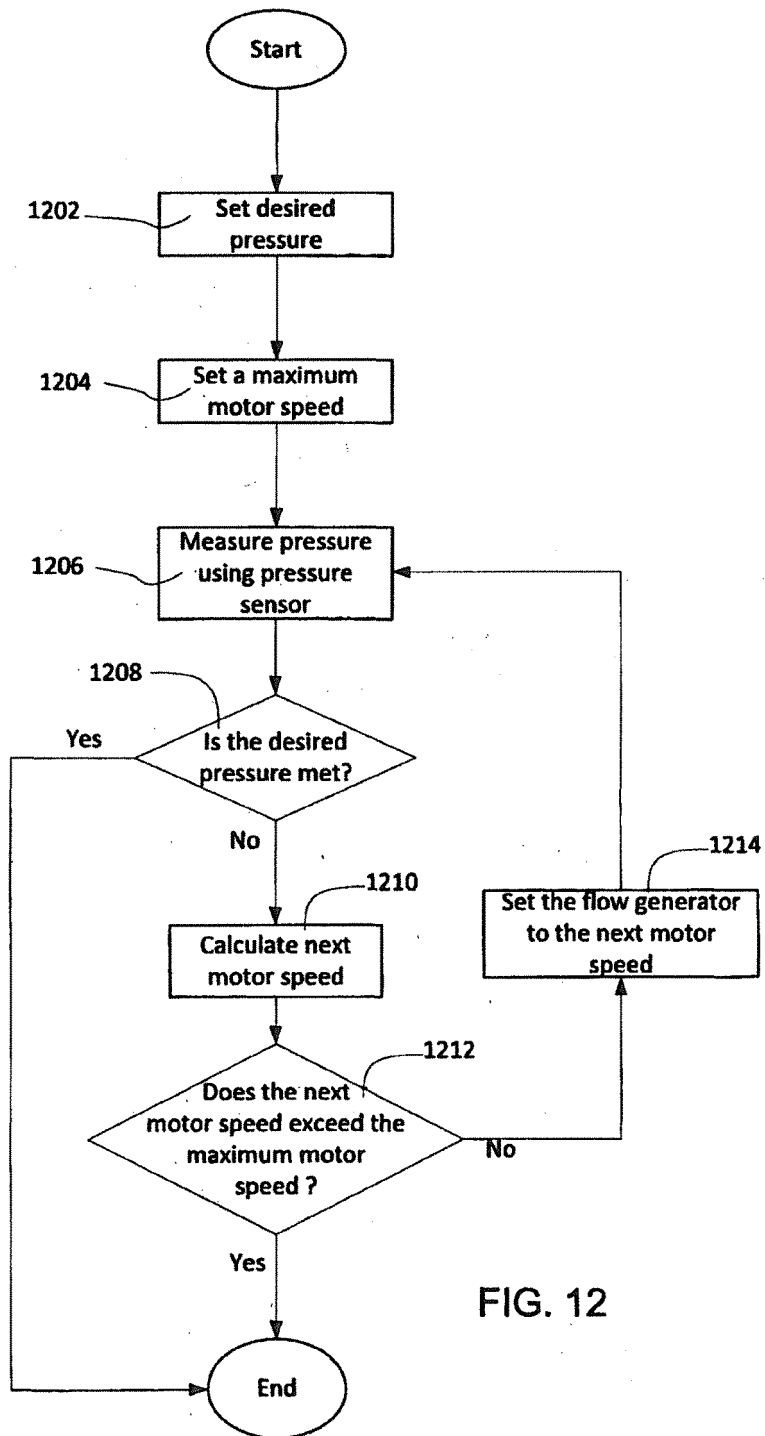 Start
1202
Set desired
pressure
1204
Set a maximum
motor speed
1206
Measure pressure
using pressure
sensor
1208
Yes
Is the desired
pressure met?
No
1210
1214
Calculate next
motor speed
Set the flow generator
to the next motor
speed
1212
Does the next
motor speed exceed the
maximum motor
speed ?
No
Yes
FIG. 12
End